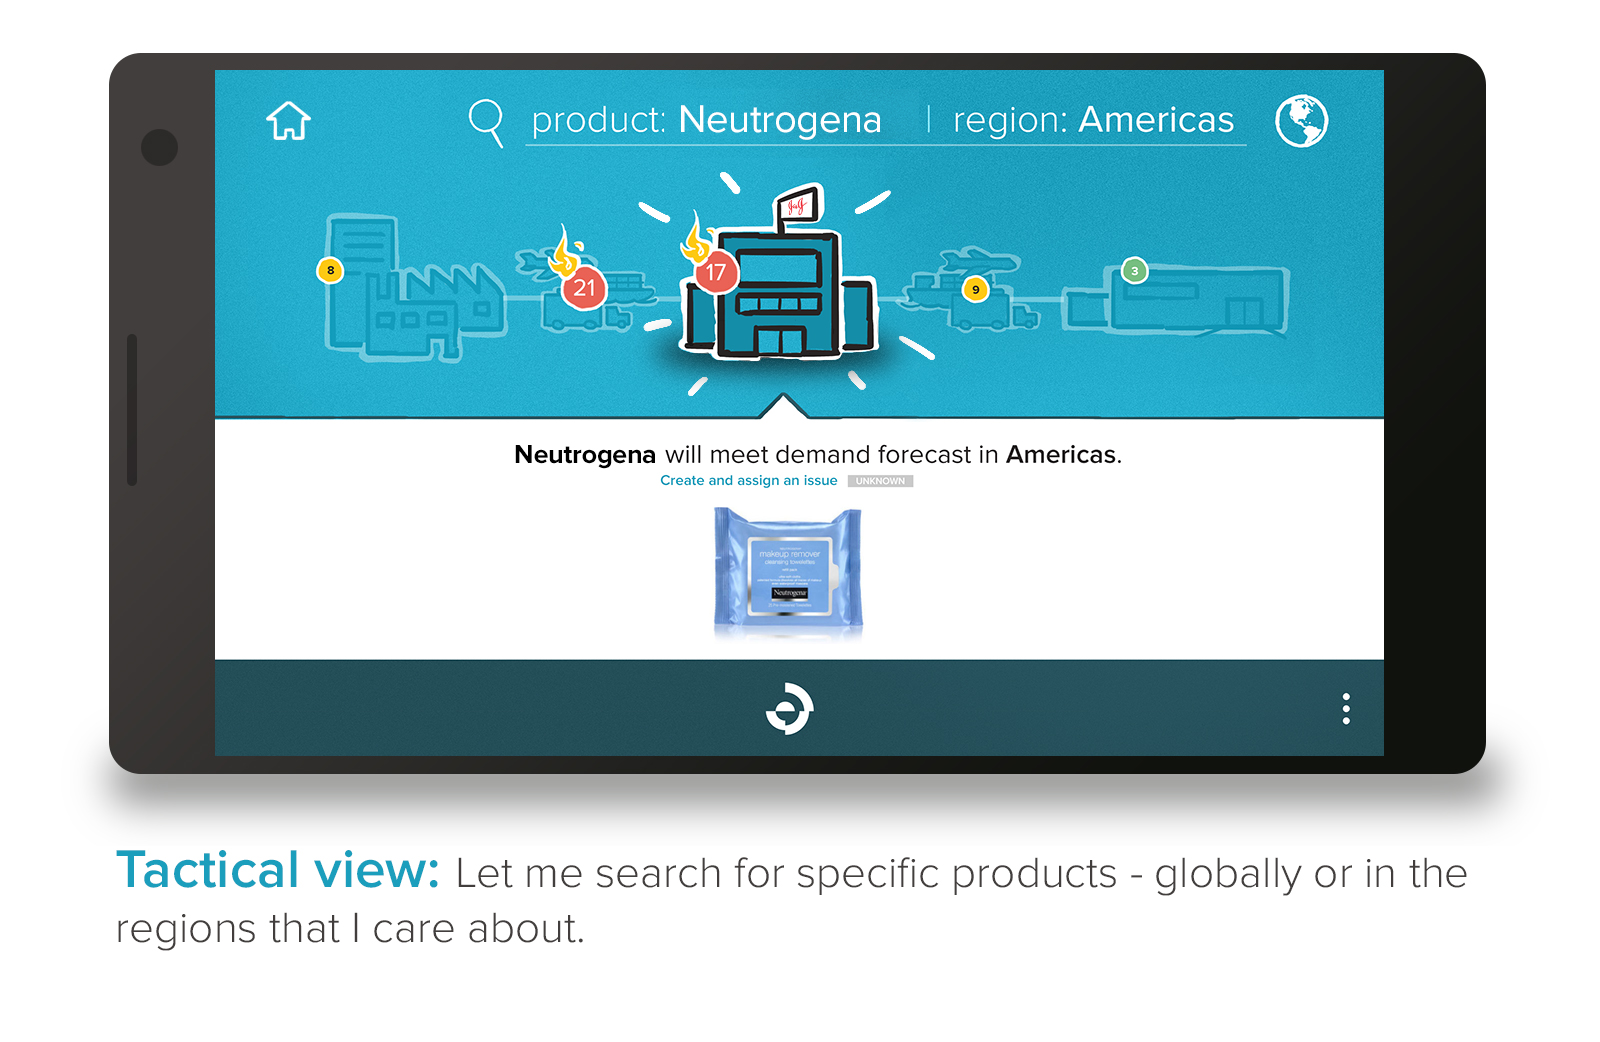 product: Neutrogena | region: Americas
J&J
8
21
17
9
3
Neutrogena will meet demand forecast in Americas.
Create and assign an issue UNKNOWN
makeup remover
cleansing towelettes
Neutrogena
Tactical view: Let me search for specific products - globally or in the
regions that I care about.